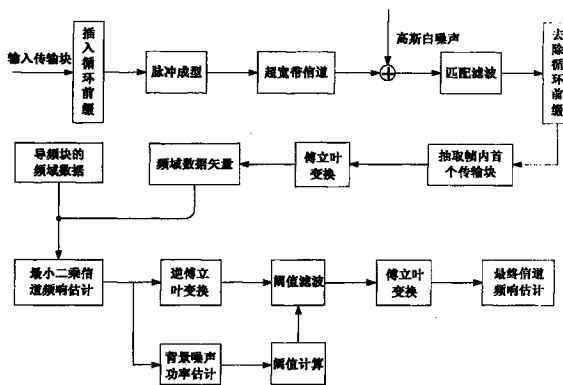 输入传输块
插入循环前缀
脉冲成型
超宽带信道
高斯白噪声
匹配滤波
去除循环前缀
导频块的
频域数据
频域数据矢量
傅立叶
变换
抽取帧内首
个传输块
最小二乘信
道频响估计
逆傅立
叶变换
阈值滤波
傅立叶
变换
最终信道
频响估计
背景噪声
功率估计
阈值计算